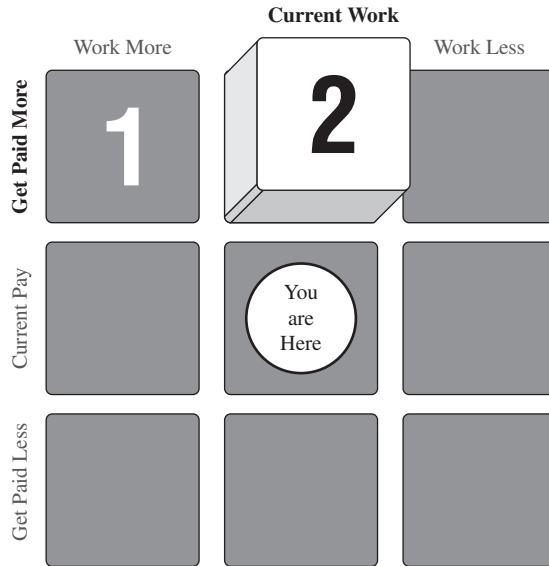 Current Work
Work More
Work Less
Get Paid More
1
2
Current Pay
You
are
Here
Get Paid Less